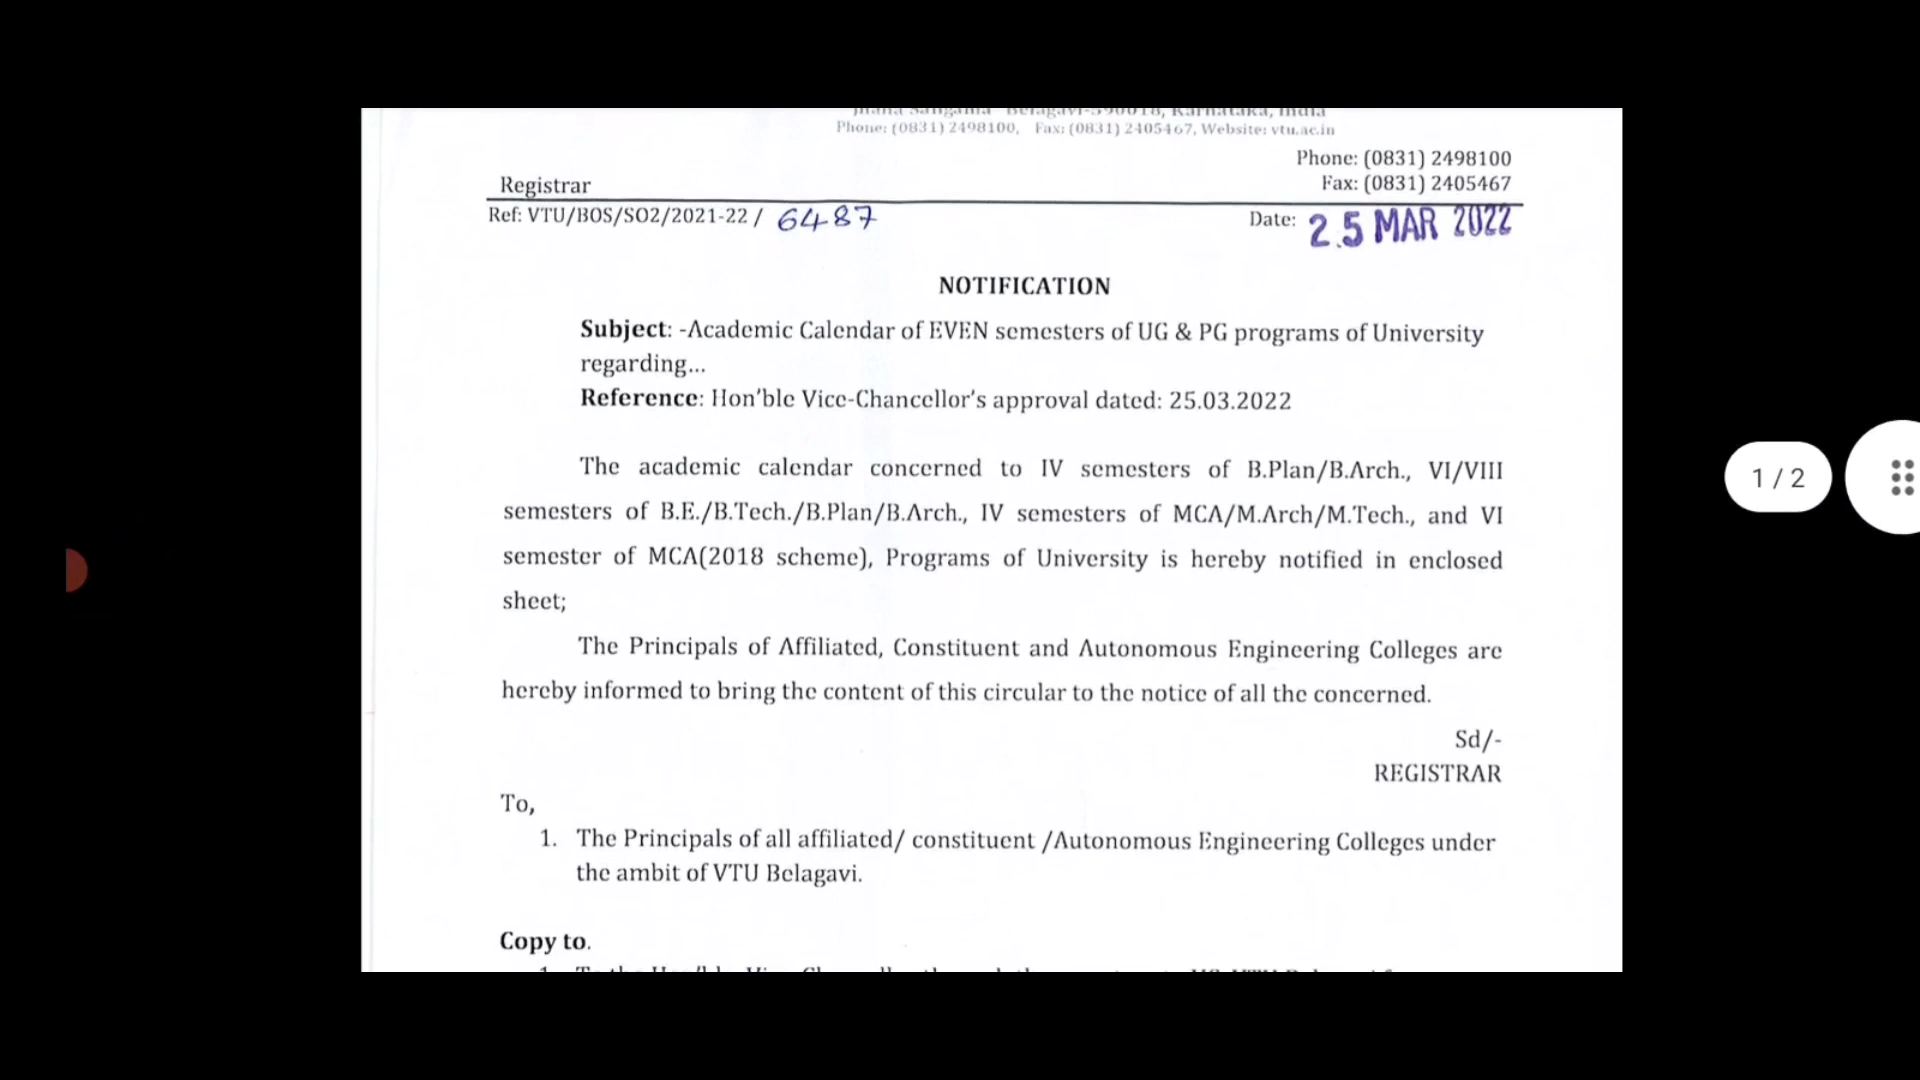 Jnana Sangama Belagavi-590018, Karnataka, India
Phone: (0831) 2498100, Fax: (0831) 2405467, Website: vtu.ac.in
Phone: (0831) 2498100
Registrar Fax: (0831) 2405467
Ref: VTU/BOS/SO2/2021-22 / 6487 Date: 25 MAR 2022
NOTIFICATION
Subject: -Academic Calendar of EVEN semesters of UG & PG programs of University
regarding...
Reference: Hon'ble Vice-Chancellor's approval dated: 25.03.2022
The academic calendar concerned to IV semesters of B.Plan/B.Arch., VI/VIII
semesters of B.E./B.Tech./B.Plan/B.Arch., IV semesters of MCA/M.Arch/M.Tech., and VI
semester of MCA(2018 scheme), Programs of University is hereby notified in enclosed
sheet;
The Principals of Affiliated, Constituent and Autonomous Engineering Colleges are
hereby informed to bring the content of this circular to the notice of all the concerned.
Sd/-
REGISTRAR
To,
1. The Principals of all affiliated/ constituent /Autonomous Engineering Colleges under
the ambit of VTU Belagavi.
Copy to.
1 / 2